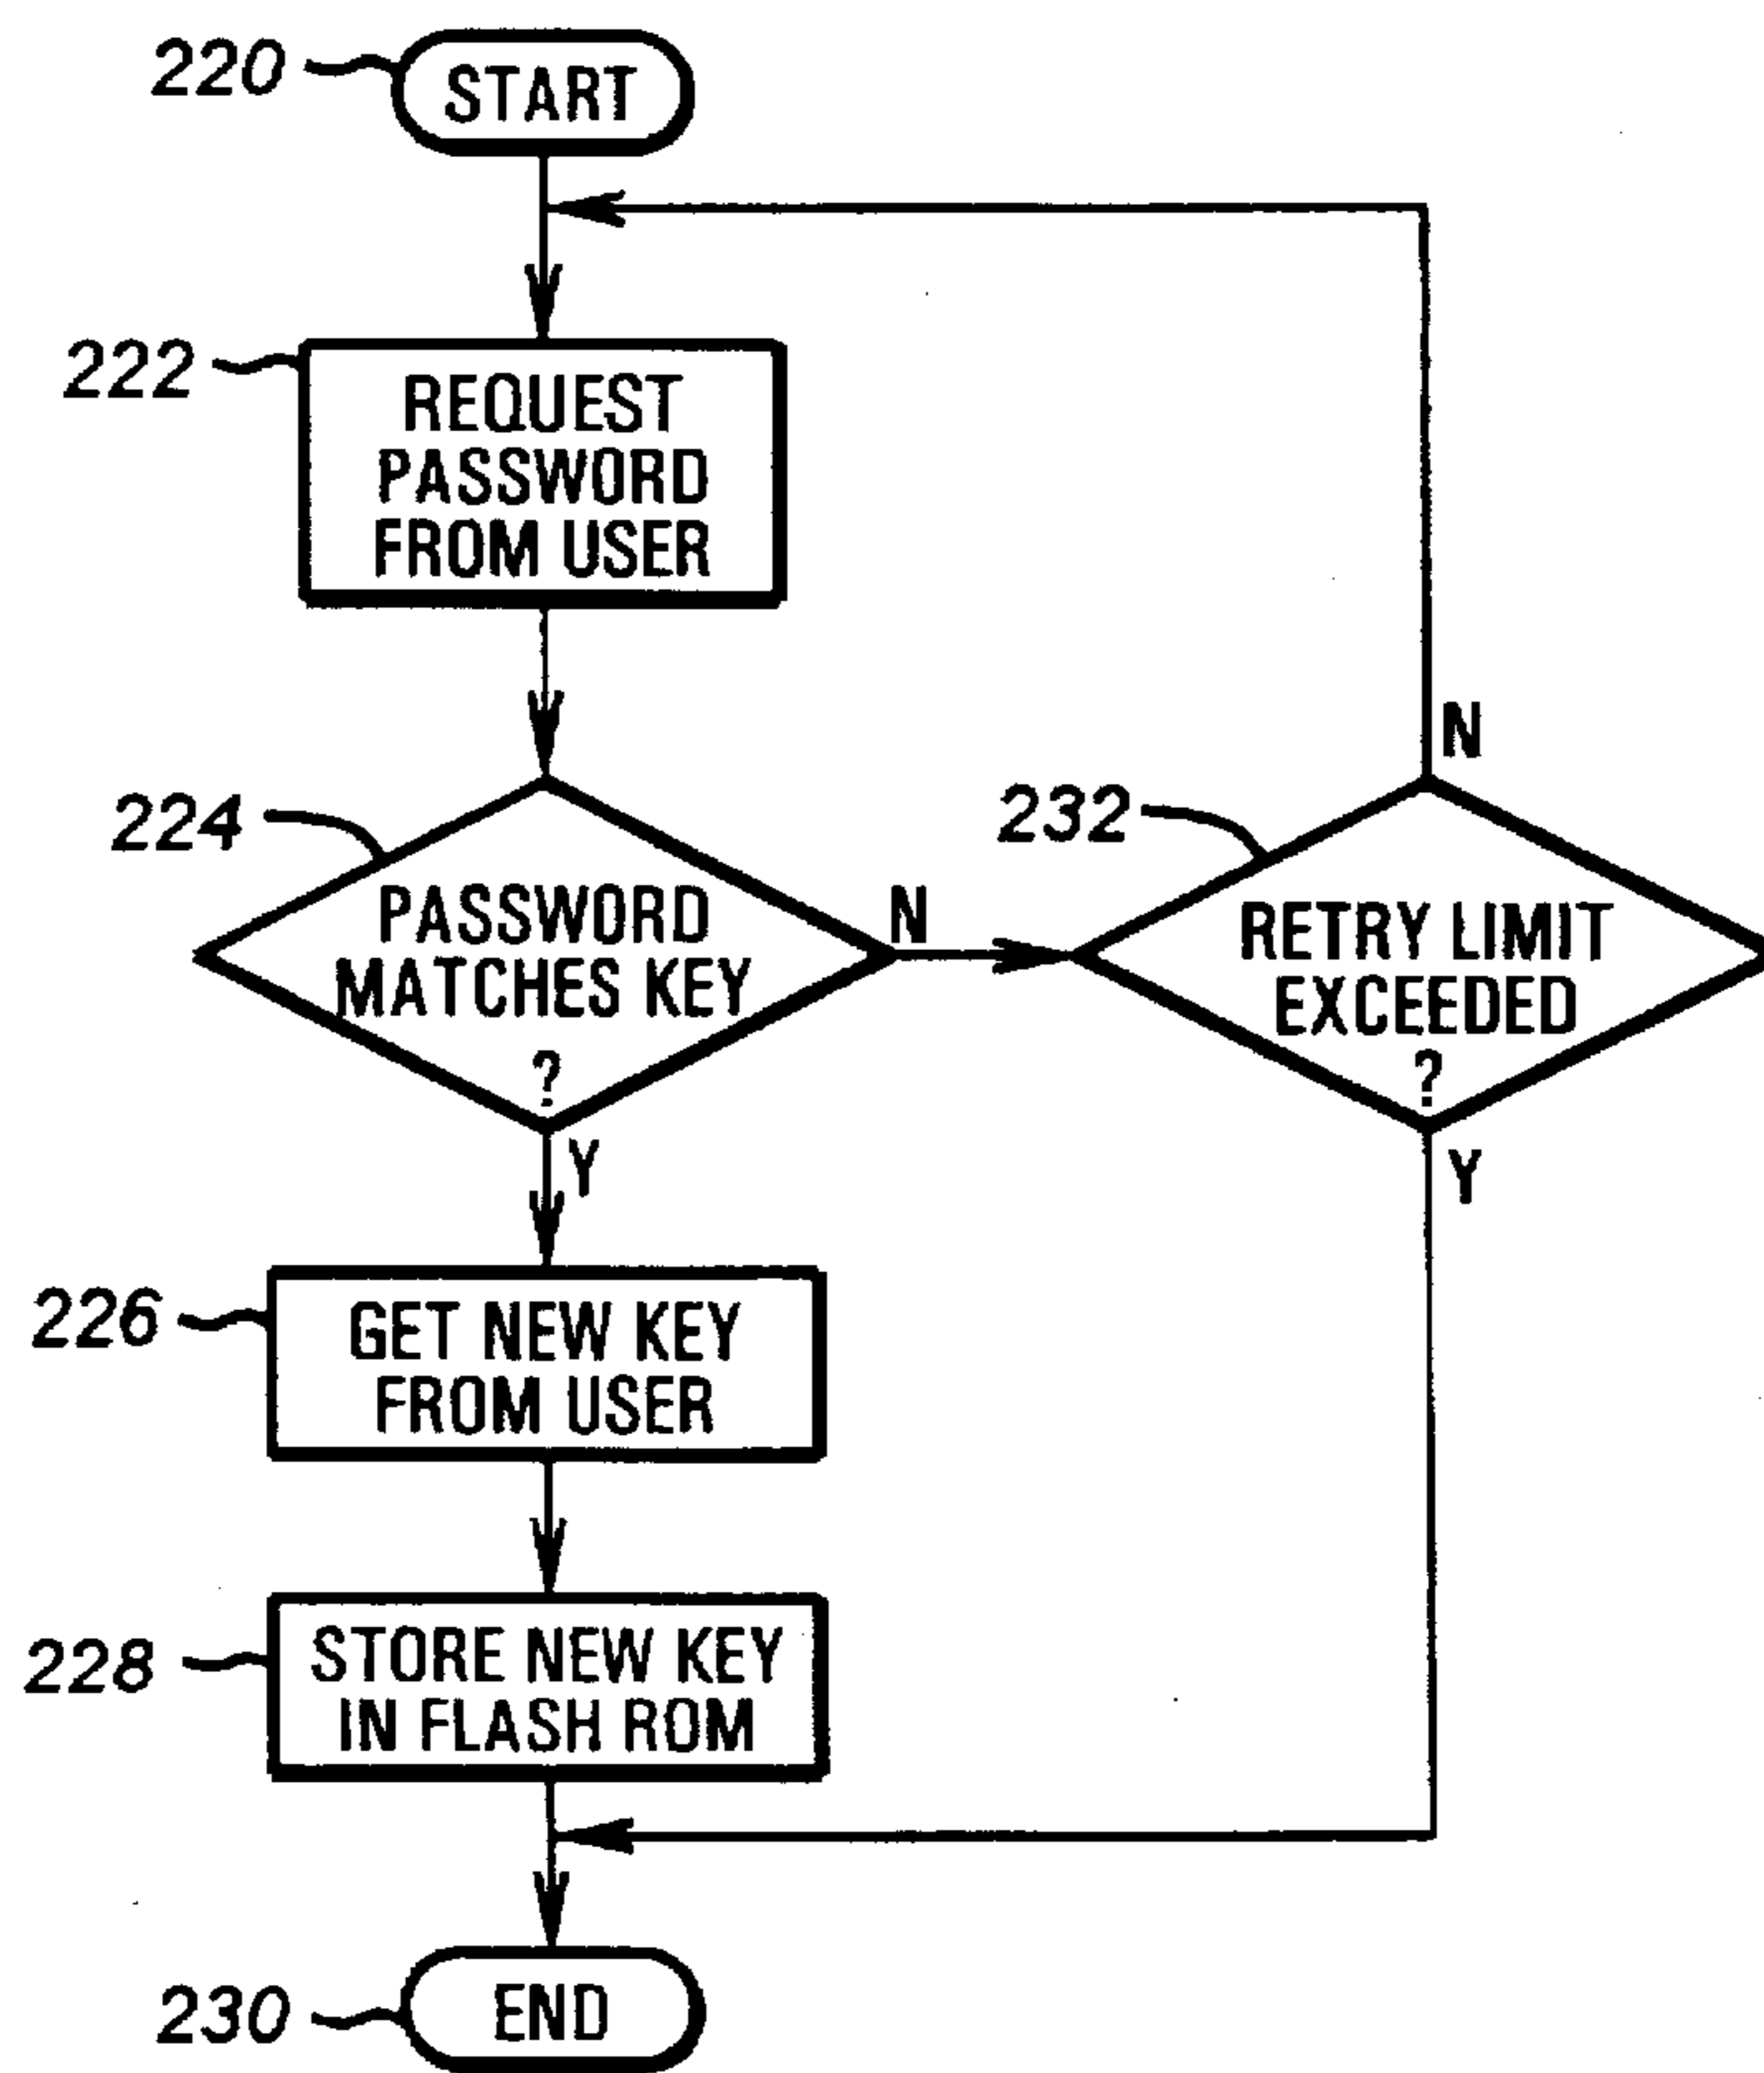 220
START
222
REQUEST
PASSWORD
FROM USER
N
224
232
PASSWORD
MATCHES KEY
?
N
RETRY LIMIT
EXCEEDED
?
Y
Y
226
GET NEW KEY
FROM USER
228
STORE NEW KEY
IN FLASH ROM
230
END